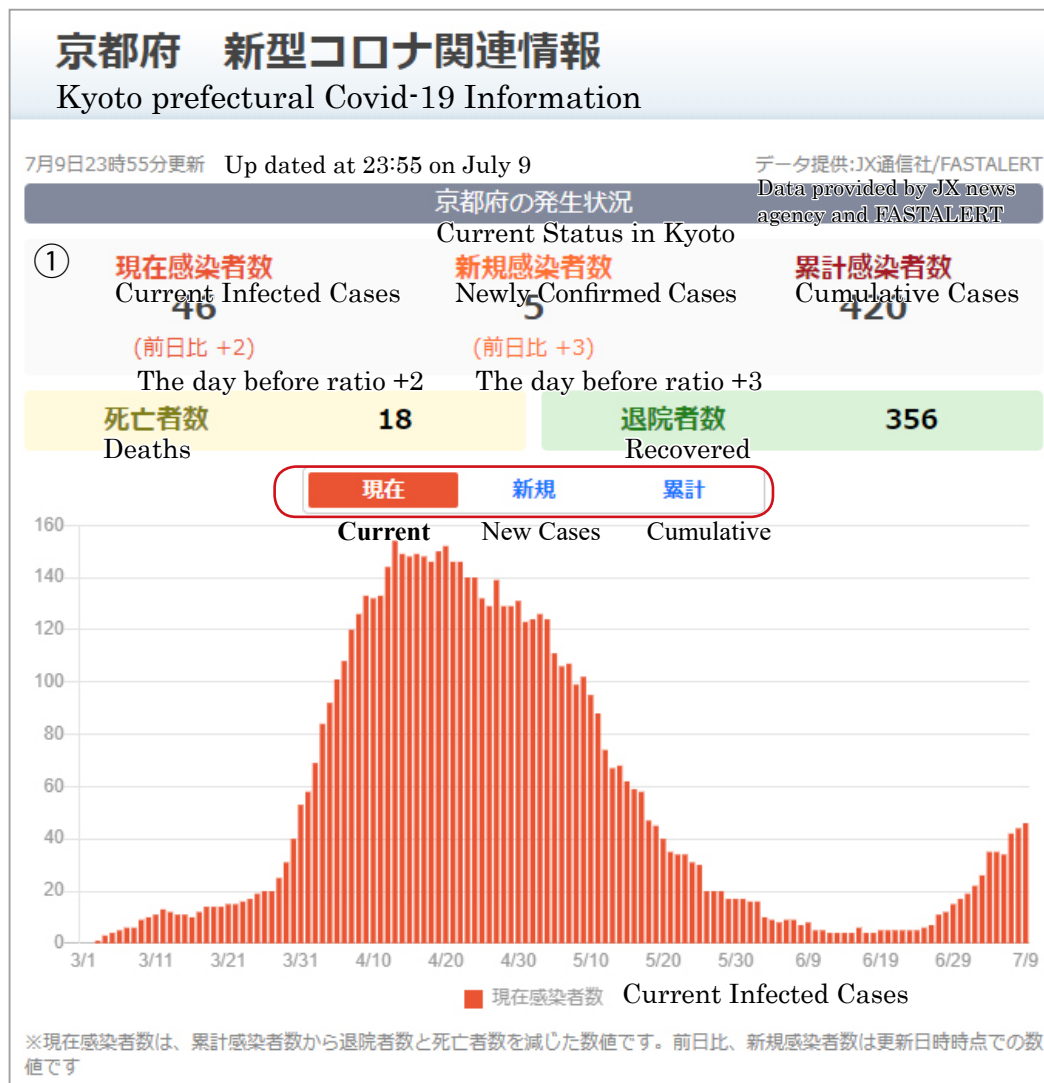 京都府　新型コロナ関連情報
Kyoto prefectural Covid-19 Information
7月9日23時55分更新 Up dated at 23:55 on July 9
データ提供:JX通信社/FASTALERT
Data provided by JX news
agency and FASTALERT
京都府の発生状況
Current Status in Kyoto
①
現在感染者数 新規感染者数 累計感染者数
Current Infected Cases Newly Confirmed Cases Cumulative Cases
46 5 420
(前日比 +2) (前日比 +3)
The day before ratio +2 The day before ratio +3
死亡者数 18 退院者数 356
Deaths Recovered
現在 新規 累計
Current New Cases Cumulative
160
140
120
100
80
60
40
20
0
3/1 3/11 3/21 3/31 4/10 4/20 4/30 5/10 5/20 5/30 6/9 6/19 6/29 7/9
現在感染者数 Current Infected Cases
※現在感染者数は、累計感染者数から退院者数と死亡者数を減じた数値です。前日比、新規感染者数は更新日時時点での数
値です